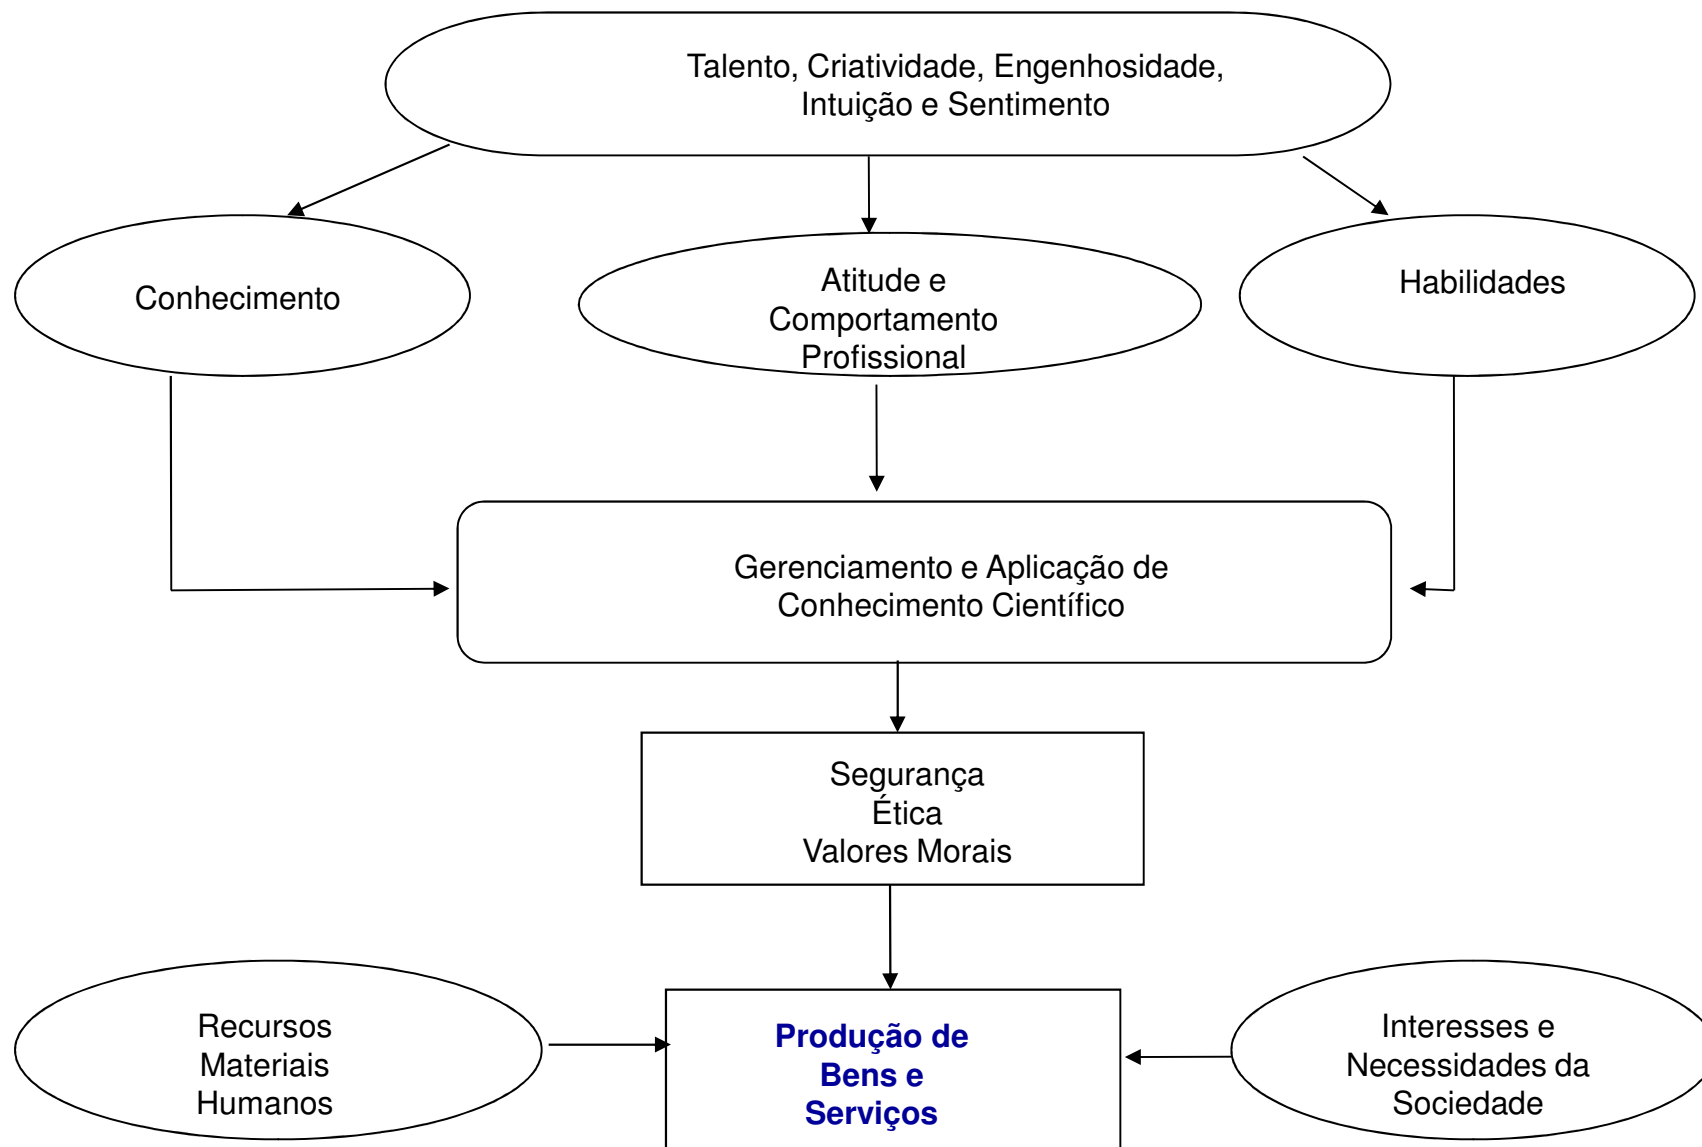 Talento, Criatividade, Engenhosidade,
Intuição e Sentimento
Conhecimento
Atitude e
Comportamento
Profissional
Habilidades
Gerenciamento e Aplicação de
Conhecimento Científico
Segurança
Ética
Valores Morais
Recursos
Materiais
Humanos
Produção de
Bens e
Serviços
Interesses e
Necessidades da
Sociedade